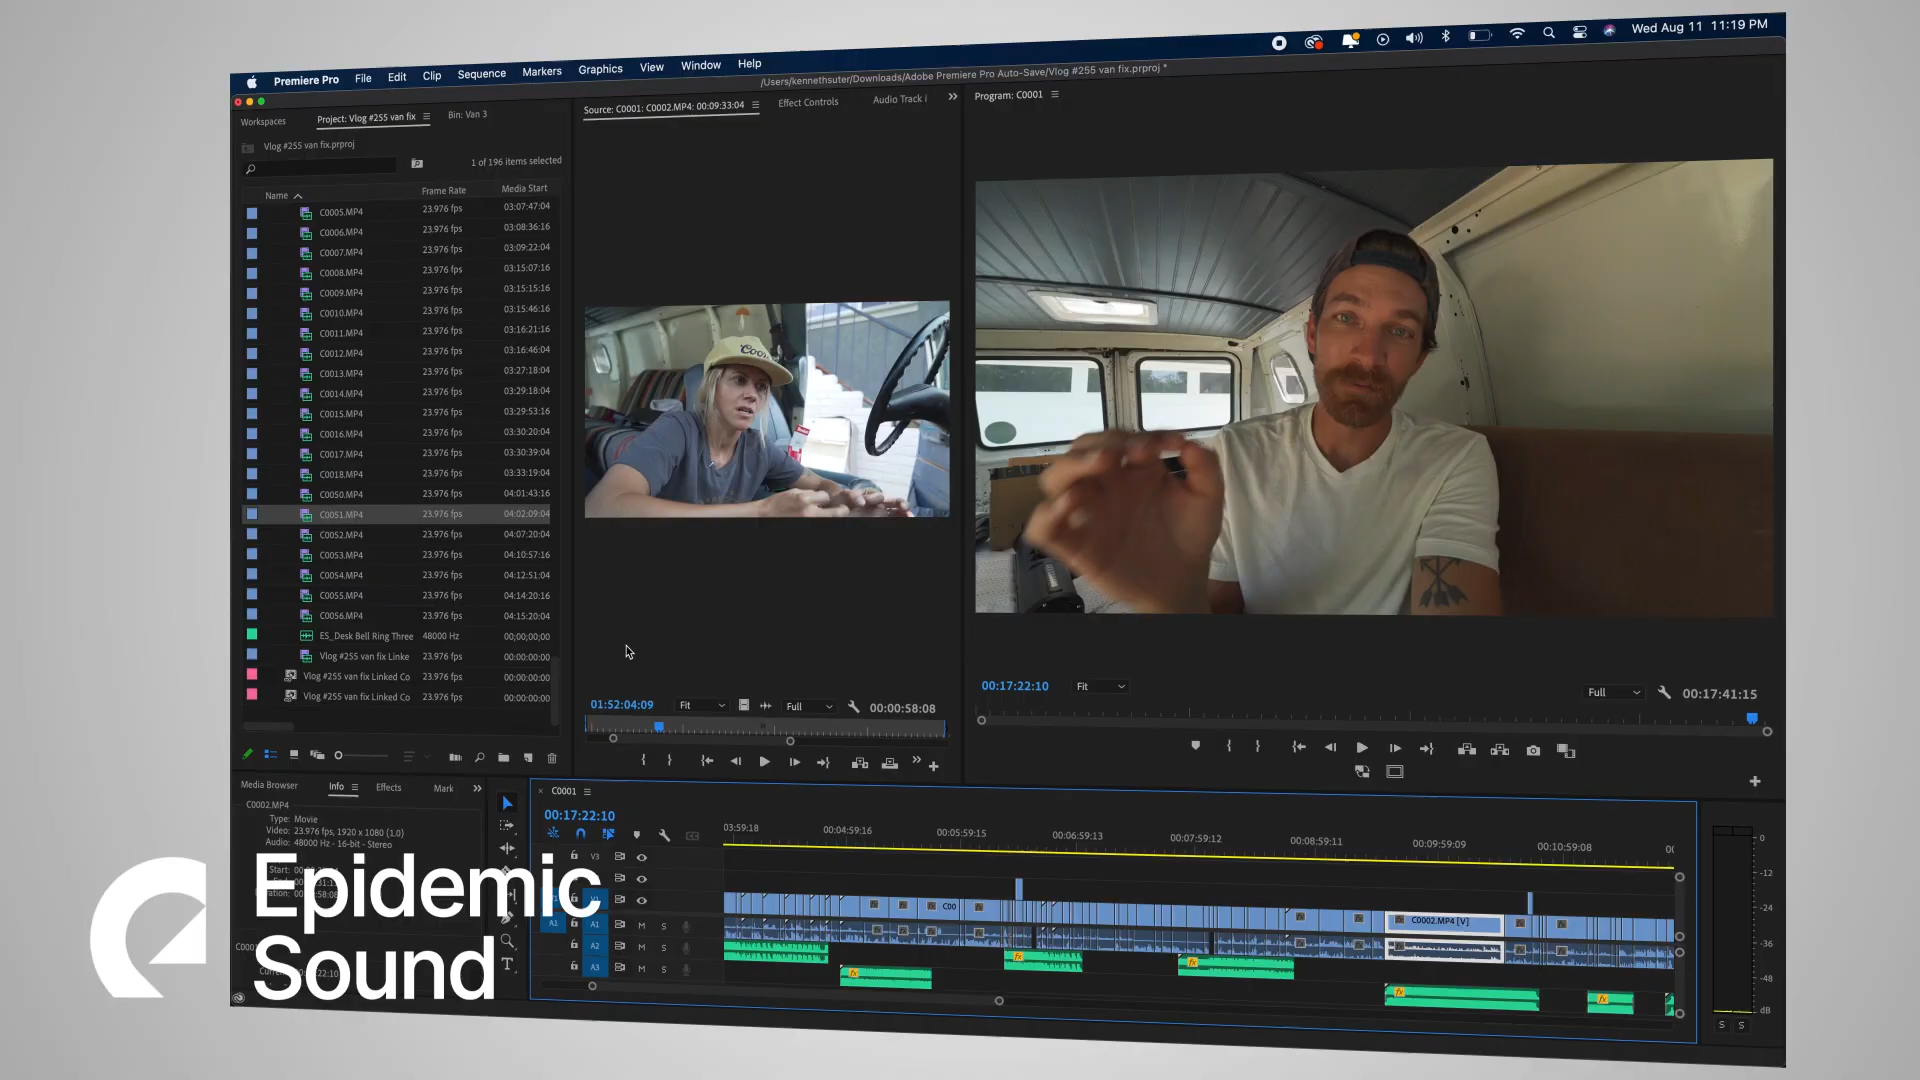 Premiere Pro File Edit Clip Sequence Markers Graphics View Window Help
Wed Aug 11 11:19 PM
/Users/kennethsuter/Downloads/Adobe Premiere Pro Auto-Save/Vlog #255 van fix.prproj *
Workspaces Project: Vlog #255 van fix Bin: Van 3
Vlog #255 van fix.prproj
1 of 196 items selected
Name Frame Rate Media Start
C0005.MP4 23.976 fps 03:07:47:04
C0006.MP4 23.976 fps 03:08:36:16
C0007.MP4 23.976 fps 03:09:22:04
C0008.MP4 23.976 fps 03:15:07:16
C0009.MP4 23.976 fps 03:15:15:16
C0010.MP4 23.976 fps 03:15:46:16
C0011.MP4 23.976 fps 03:16:21:16
C0012.MP4 23.976 fps 03:16:46:04
C0013.MP4 23.976 fps 03:27:18:04
C0014.MP4 23.976 fps 03:29:18:04
C0015.MP4 23.976 fps 03:29:53:16
C0016.MP4 23.976 fps 03:30:20:04
C0017.MP4 23.976 fps 03:30:39:04
C0018.MP4 23.976 fps 03:33:19:04
C0050.MP4 23.976 fps 04:01:43:16
C0051.MP4 23.976 fps 04:02:09:04
C0052.MP4 23.976 fps 04:07:20:04
C0053.MP4 23.976 fps 04:10:57:16
C0054.MP4 23.976 fps 04:12:51:04
C0055.MP4 23.976 fps 04:14:20:16
C0056.MP4 23.976 fps 04:15:20:04
ES_Desk Bell Ring Three 48000 Hz 00;00;00;00
Vlog #255 van fix Linke 23.976 fps 00:00:00:00
Vlog #255 van fix Linked Co 23.976 fps 00:00:00:00
Vlog #255 van fix Linked Co 23.976 fps 00:00:00:00
Source: C0001: C0002.MP4: 00:09:33:04 Effect Controls Audio Track
01:52:04:09 Fit Full 00:00:58:08
Program: C0001
00:17:22:10 Fit Full 00:17:41:15
Media Browser Info Effects Mark
C0002.MP4
Type: Movie
Video: 23.976 fps, 1920 x 1080 (1.0)
Audio: 48000 Hz - 16-bit - Stereo
Start:
Epidemic
Sound
C0001
00:17:22:10
03:59:18 00:04:59:16 00:05:59:15 00:06:59:13 00:07:59:12 00:08:59:11 00:09:59:09 00:10:59:08
V3
V1 C00 C0002.MP4 [V]
A1 A1 M S
A2 M S
A3 M S
0
-12
-24
-36
-48
dB
S S